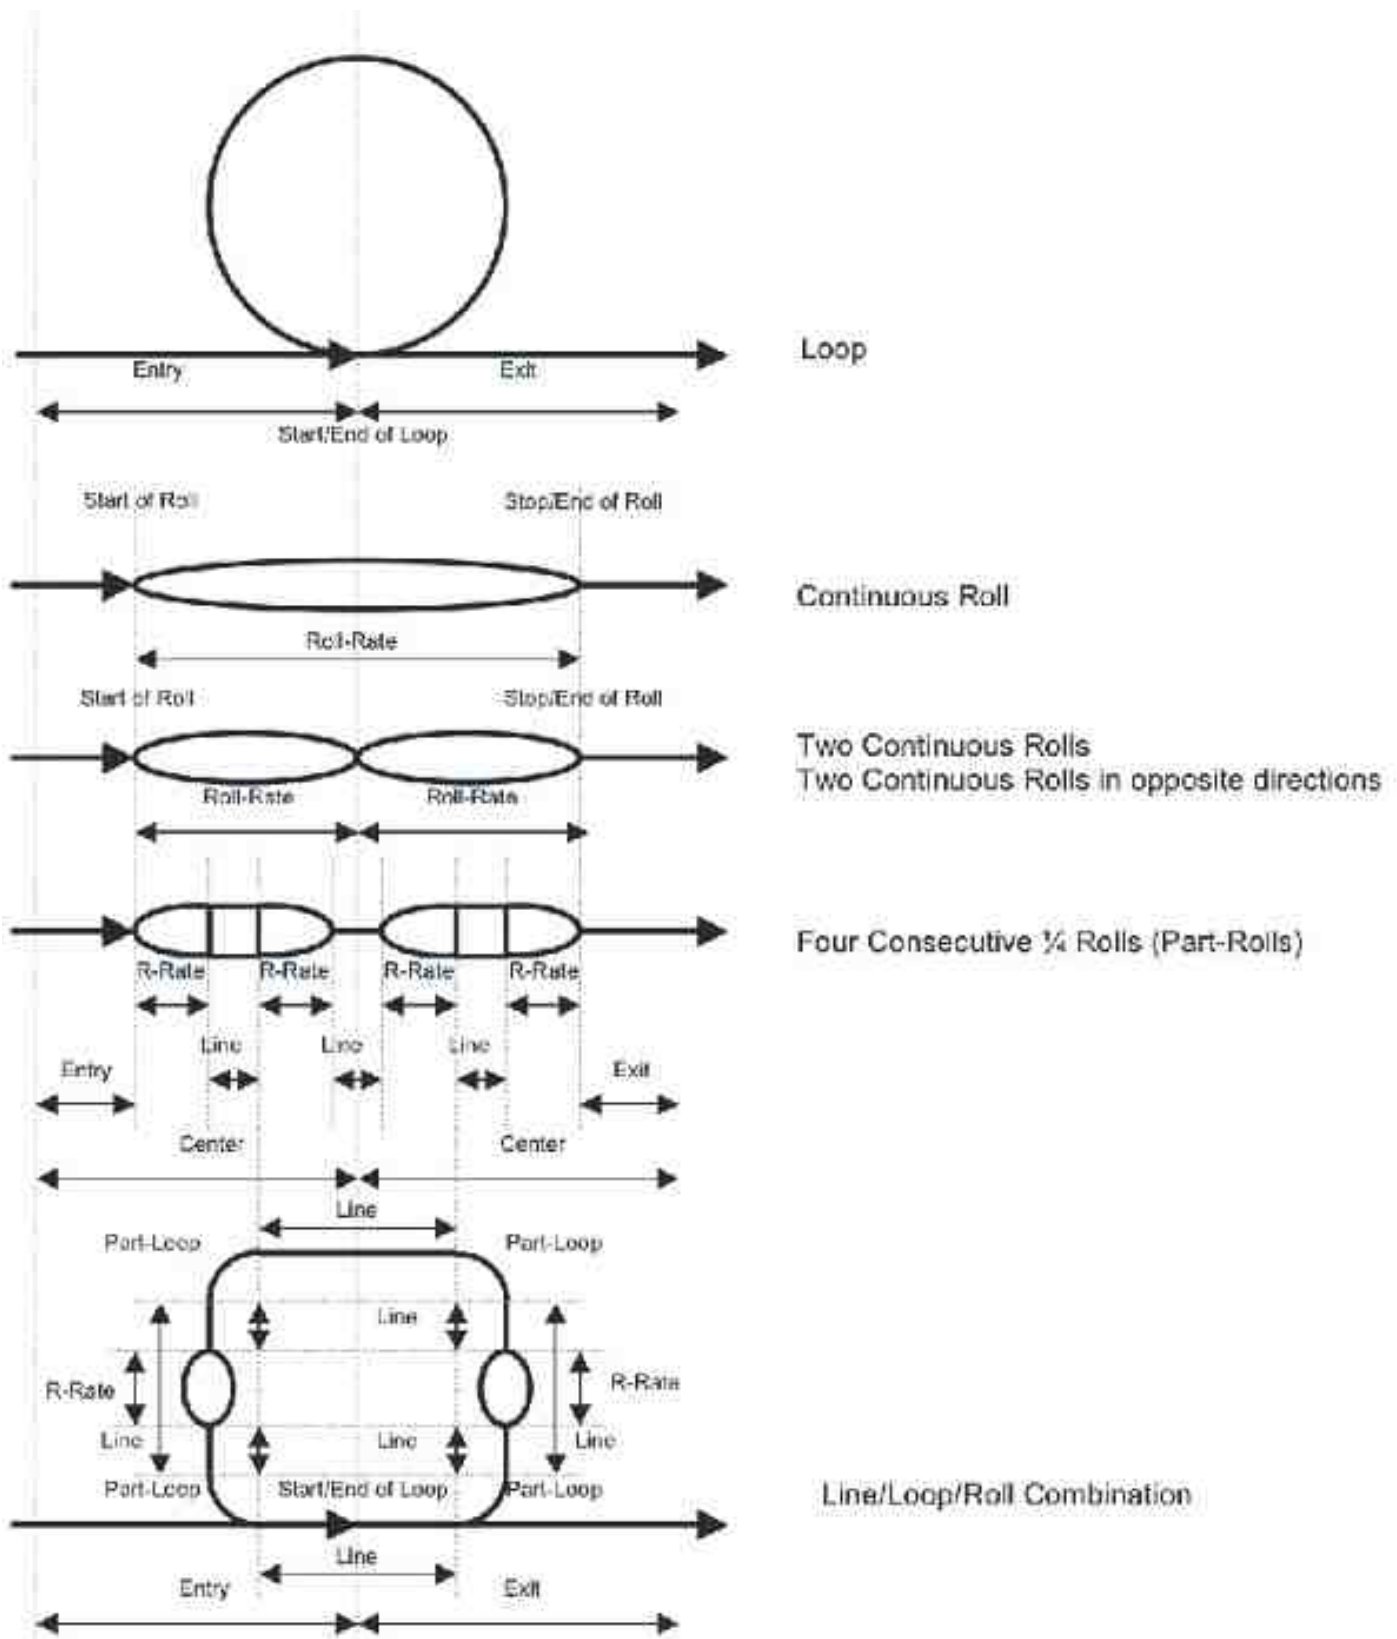 Loop
Entry
Exit
Start/End of Loop
Start of Roll
Stop/End of Roll
Continuous Roll
Roll-Rate
Start of Roll
Stop/End of Roll
Two Continuous Rolls
Two Continuous Rolls in opposite directions
Roll-Rate
Roll-Rate
Four Consecutive ¼ Rolls (Part-Rolls)
R-Rate
R-Rate
R-Rate
R-Rate
Line
Line
Line
Entry
Exit
Center
Center
Line
Part-Loop
Part-Loop
Line
R-Rate
R-Rate
Line
Line
Line
Part-Loop
Start/End of Loop
Part-Loop
Line/Loop/Roll Combination
Line
Entry
Exit